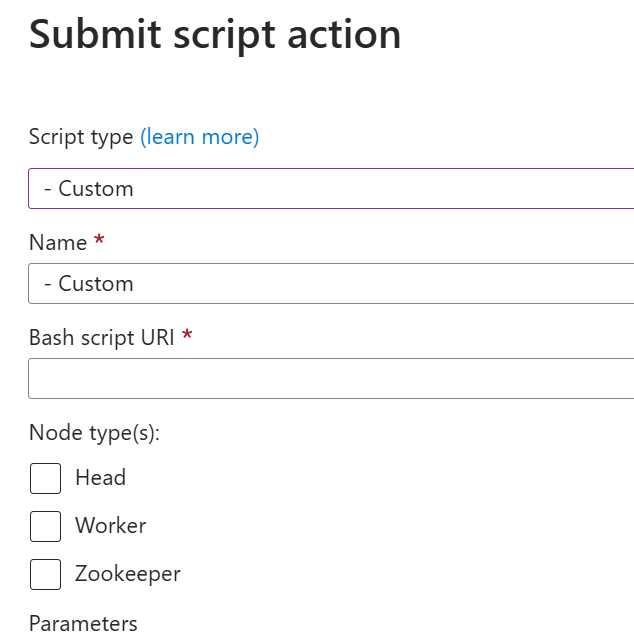 Submit script action
Script type (learn more)
- Custom
Name *
- Custom
Bash script URI *
Node type(s):
Head
Worker
Zookeeper
Parameters